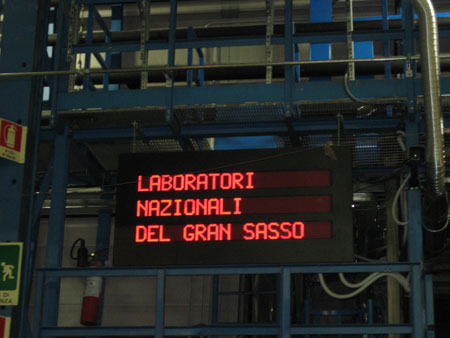 LABORATORI
NAZIONALI
DEL GRAN SASSO